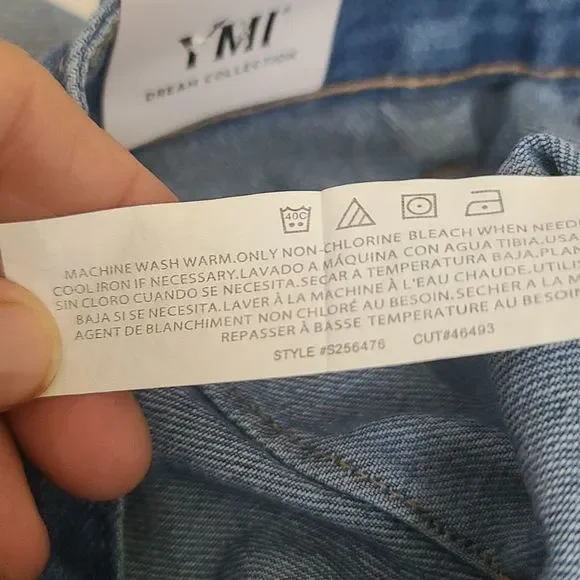 YMI
DREAM COLLECTION
40C
MACHINE WASH WARM.ONLY NON-CHLORINE BLEACH WHEN
COOL IRON IF NECESSARY.LAVADO A MÁQUINA CON AGUA TIBIA.
SIN CLORO CUANDO SE NECESITA.SECAR A TEMPERATURA BAJA.
BAJA SI SE NECESITA.LAVER À LA MACHINE À L'EAU CHAUDE.
AGENT DE BLANCHIMENT NON CHLORÉ AU BESOIN.SECHER A LA
REPASSER À BASSE TEMPÉRATURE AU BESOIN
STYLE #S256476 CUT#46493